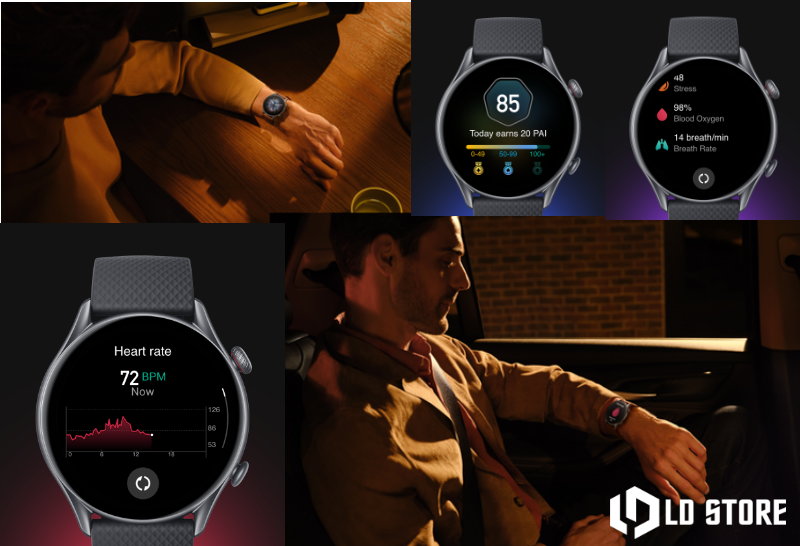 85
Today earns 20 PAI
0-49 50-99 100+
48
Stress
98%
Blood Oxygen
14 breath/min
Breath Rate
Heart rate
72 BPM
Now
126
86
53
0 6 12 18
LD STORE